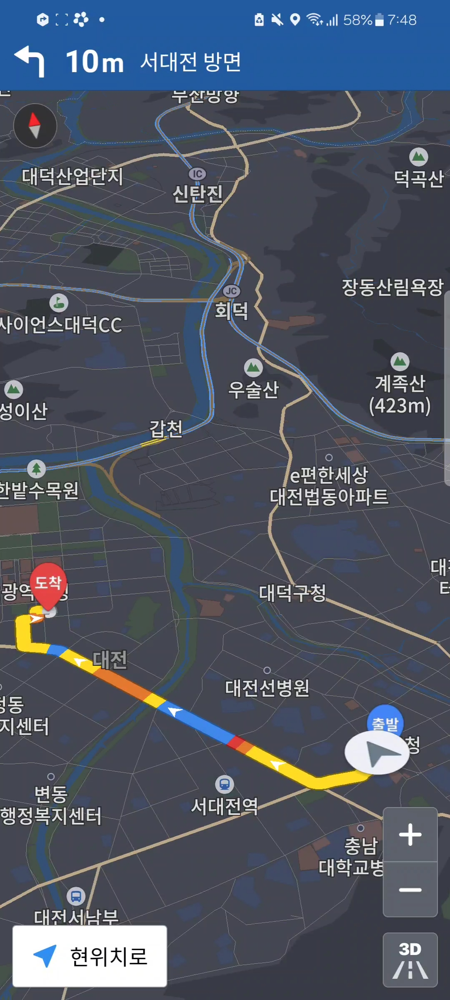 58% 7:48
10m 서대전 방면
부산방향
대덕산업단지
IC
신탄진
덕곡산
장동산림욕장
JC
회덕
사이언스대덕CC
우술산
계족산
(423m)
성이산
갑천
한밭수목원
e편한세상
대전법동아파트
도착
광역
대덕구청
대전
대전선병원
출발
청
지센터
변동
행정복지센터
서대전역
충남
대학교병
대전서남부
현위치로
3D